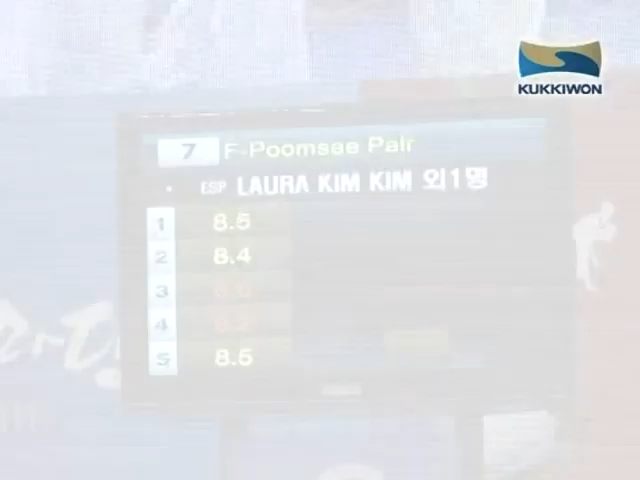 KUKKIWON
7 F-Poomsae Pair
ESP LAURA KIM KIM 외1명
1 8.5
2 8.4
3
4
5 8.5